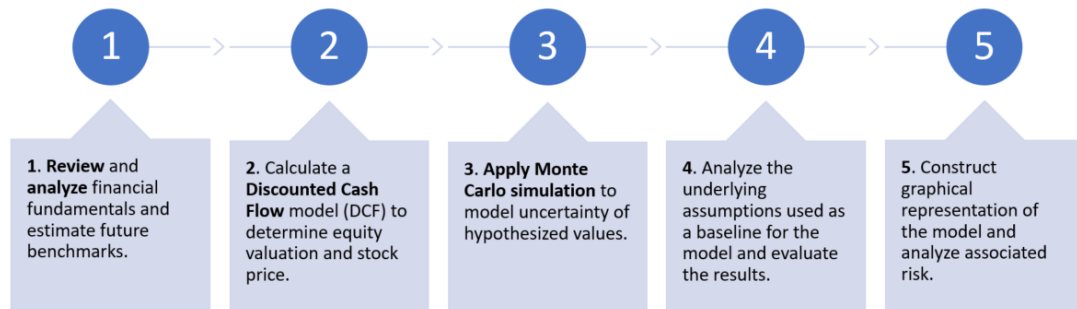 1
2
3
4
5
1. Review and
analyze financial
fundamentals and
estimate future
benchmarks.
2. Calculate a
Discounted Cash
Flow model (DCF) to
determine equity
valuation and stock
price.
3. Apply Monte
Carlo simulation to
model uncertainty of
hypothesized values.
4. Analyze the
underlying
assumptions used as
a baseline for the
model and evaluate
the results.
5. Construct
graphical
representation of
the model and
analyze associated
risk.